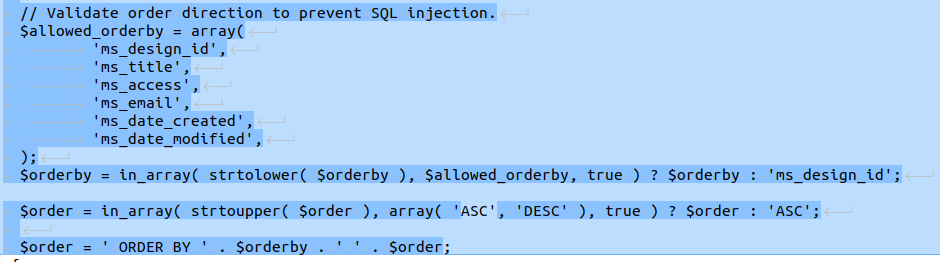 // Validate order direction to prevent SQL injection.
$allowed_orderby = array(
'ms_design_id',
'ms_title',
'ms_access',
'ms_email',
'ms_date_created',
'ms_date_modified',
);
$orderby = in_array( strtolower( $orderby ), $allowed_orderby, true ) ? $orderby : 'ms_design_id';
$order = in_array( strtoupper( $order ), array( 'ASC', 'DESC' ), true ) ? $order : 'ASC';
$order = ' ORDER BY ' . $orderby . ' ' . $order;